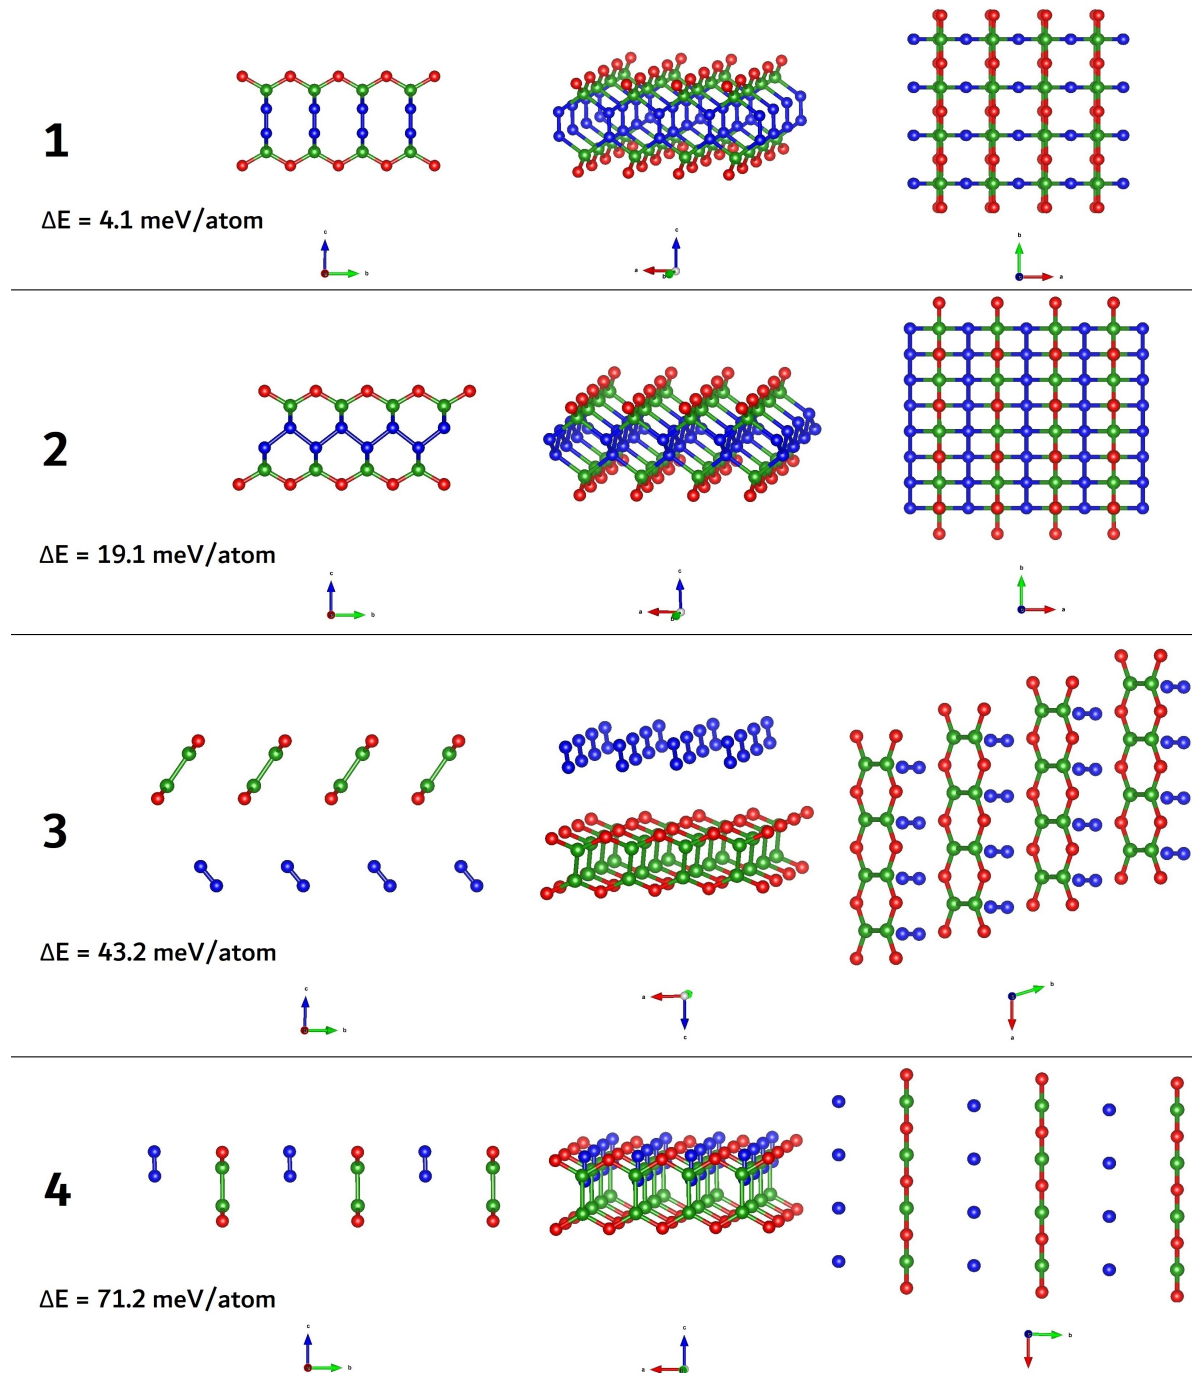 1
ΔE = 4.1 meV/atom
c
b
c
a
b
b
a
2
ΔE = 19.1 meV/atom
c
b
c
a
b
b
a
3
ΔE = 43.2 meV/atom
c
b
a
c
b
a
4
ΔE = 71.2 meV/atom
c
b
c
a
b